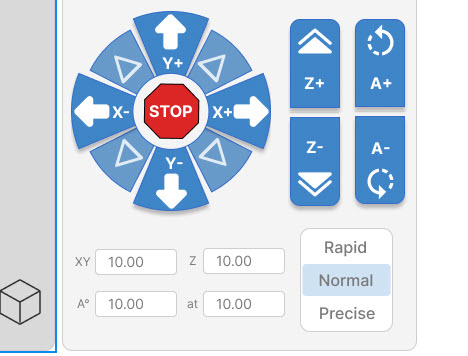 Y+
X-
STOP
X+
Y-
Z+
A+
Z-
A-
XY 10.00 Z 10.00
A° 10.00 at 10.00
Rapid
Normal
Precise